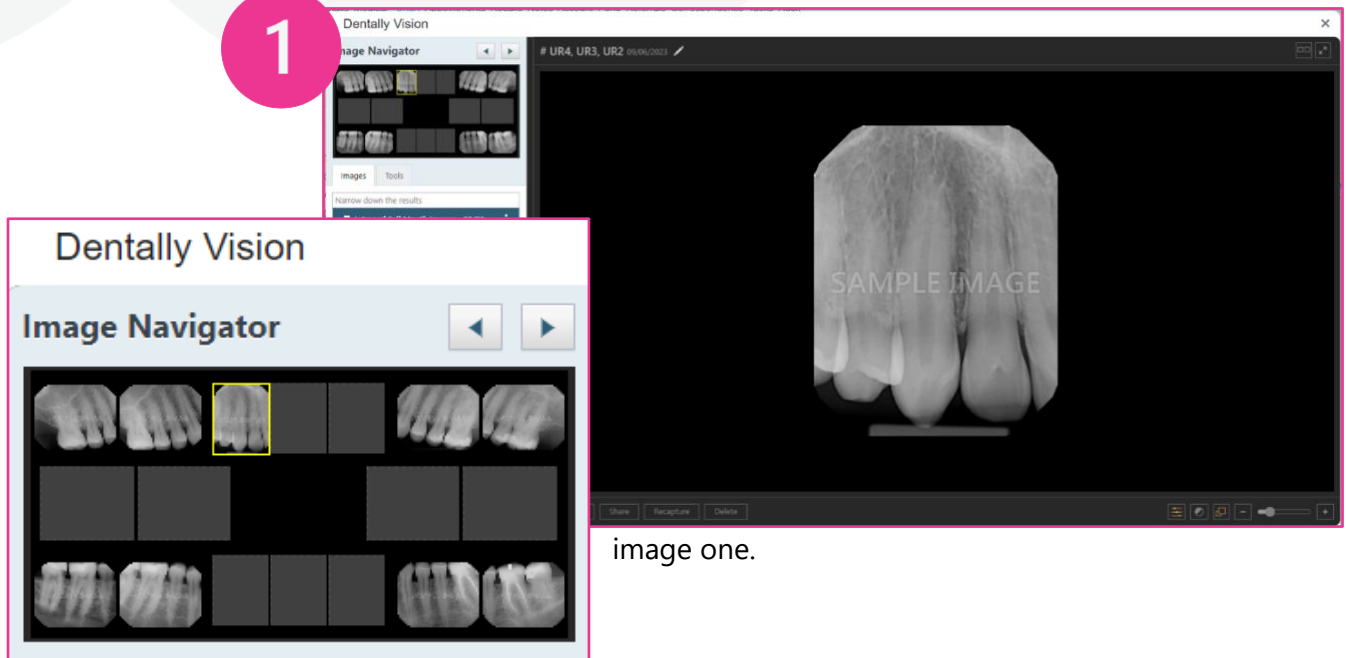 1
Dentally Vision
Image Navigator
# UR4, UR3, UR2 09/06/2023
Images Tools
Narrow down the results
SAMPLE IMAGE
Share Recapture Delete
Dentally Vision
Image Navigator
image one.